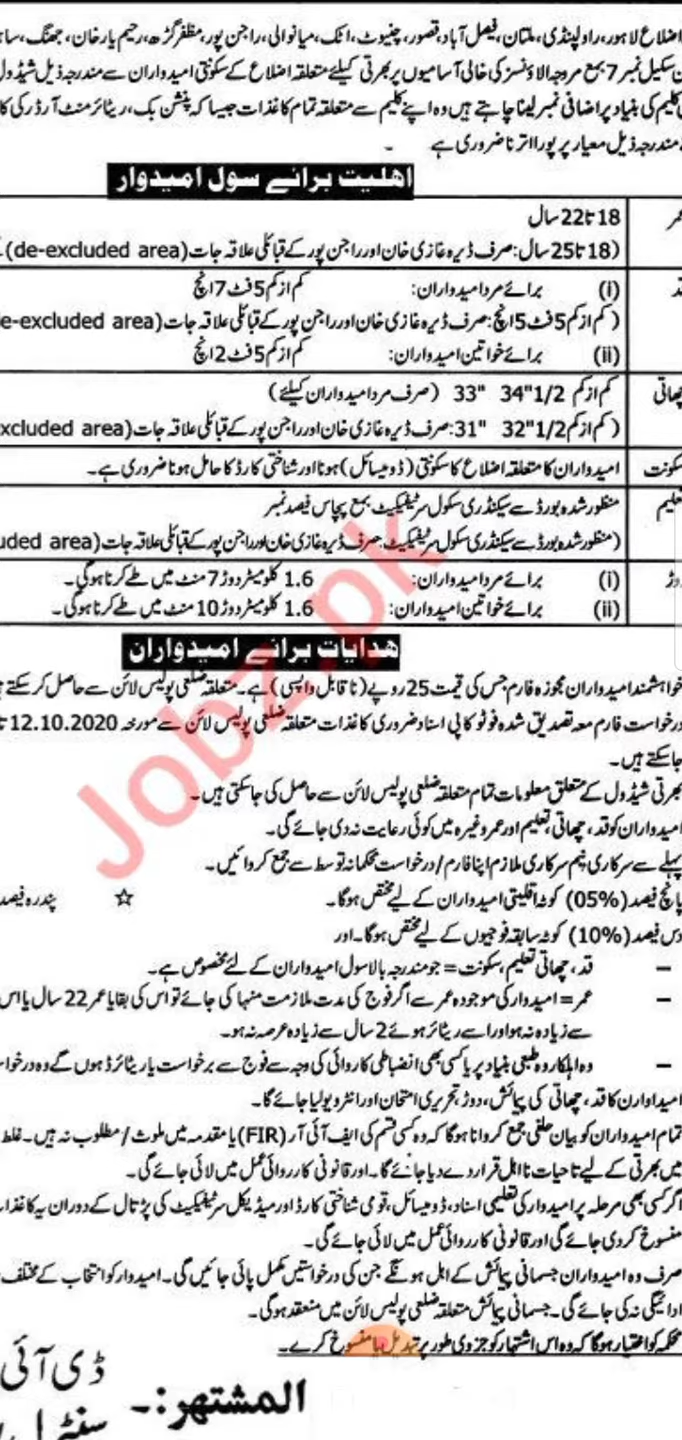 اضلاع لاہور، راولپنڈی، ملتان، فیصل آباد، قصور، چنیوٹ، اٹک، میانوالی، راجن پور، مظفر گڑھ، رحیم یار خان، جھنگ،
سکیل نمبر 7 بمع مروجہ الاؤنسز کی خالی آسامیوں پر بھرتی کیلئے متعلقہ اضلاع کے سکونتی امیدواران سے مندرجہ ذیل شیڈول
کلیم کی بنیاد پر اضافی نمبر لینا چاہتے ہیں وہ اپنے کلیم سے متعلقہ تمام کاغذات جیسا کہ پنشن بک، ریٹائرمنٹ آرڈر کی
مندرجہ ذیل معیار پر پورا اترنا ضروری ہے۔
اھلیت برائے سول امیدوار
18 تا 22 سال
(18 تا 25 سال: صرف ڈیرہ غازی خان اور راجن پور کے قبائلی علاقہ جات (de-excluded area)
(i) برائے مرد امیدواران: کم از کم 5 فٹ 7 انچ
(کم از کم 5 فٹ 5 انچ: صرف ڈیرہ غازی خان اور راجن پور کے قبائلی علاقہ جات (e-excluded area
(ii) برائے خواتین امیدواران: کم از کم 5 فٹ 2 انچ
چھاتی کم از کم 34"1/2 33" (صرف مرد امیدواران کیلئے)
(کم از کم 32"1/2 31": صرف ڈیرہ غازی خان اور راجن پور کے قبائلی علاقہ جات (xcluded area
سکونت امیدواران کا متعلقہ اضلاع کا سکونتی (ڈومیسائل) ہونا اور شناختی کارڈ کا حامل ہونا ضروری ہے۔
تعلیم منظور شدہ بورڈ سے سیکنڈری سکول سرٹیفکیٹ بمع پچاس فیصد نمبر
(منظور شدہ بورڈ سے سیکنڈری سکول سرٹیفکیٹ: صرف ڈیرہ غازی خان اور راجن پور کے قبائلی علاقہ جات (uded area
دوڑ (i) برائے مرد امیدواران: 1.6 کلومیٹر دوڑ 7 منٹ میں طے کرنا ہوگی۔
(ii) برائے خواتین امیدواران: 1.6 کلومیٹر دوڑ 10 منٹ میں طے کرنا ہوگی۔
ھدایات برائے امیدواران
خواہشمند امیدواران مجوزہ فارم جس کی قیمت 25 روپے (ناقابل واپسی) ہے۔ متعلقہ ضلعی پولیس لائن سے حاصل کر سکتے
درخواست فارم معہ تصدیق شدہ فوٹو کاپی اسناد ضروری کاغذات متعلقہ ضلعی پولیس لائن سے مورخہ 12.10.2020
جاسکتے ہیں۔
بھرتی شیڈول کے متعلق معلومات تمام متعلقہ ضلعی پولیس لائن سے حاصل کی جاسکتی ہیں۔
امیدواران کو قد، چھاتی، تعلیم اور عمر وغیرہ میں کوئی رعایت نہ دی جائے گی۔
پہلے سے سرکاری نیم سرکاری ملازم اپنا فارم/درخواست محکمانہ توسط سے جمع کروائیں۔
پانچ فیصد (05%) کوٹہ اقلیتی امیدواران کے لیے مختص ہوگا۔ ☆ پندرہ فیصد
دس فیصد (10%) کوٹہ سابقہ فوجیوں کے لیے مختص ہوگا۔ اور
– قد، چھاتی، تعلیم، سکونت = جو مندرجہ بالا سول امیدواران کے لئے مخصوص ہے۔
– عمر = امیدوار کی موجودہ عمر سے اگر فوج کی مدت ملازمت منہا کی جائے تو اس کی بقایا عمر 22 سال یا اس
سے زیادہ نہ ہو اور اسے ریٹائر ہوئے 2 سال سے زیادہ عرصہ نہ ہو۔
– وہ اہلکار وہ طبعی بنیاد پر یا کسی بھی انضباطی کاروائی کی وجہ سے فوج سے برخواست یا ریٹائرڈ ہوں گے وہ
امیداوارن کا قد، چھاتی کی پیمائش، دوڑ، تحریری امتحان اور انٹرویو لیا جائے گا۔
تمام امیدواران کو بیان حلفی جمع کروانا ہوگا کہ وہ کسی قسم کی ایف آئی آر (FIR) یا مقدمہ میں ملوث / مطلوب نہ ہیں۔ غلط
میں بھرتی کے لیے تا حیات نا اہل قرار دے دیا جائے گا۔ اور قانونی کارروائی عمل میں لائی جائے گی۔
اگر کسی بھی مرحلہ پر امیدوار کی تعلیمی اسناد، ڈومیسائل، قومی شناختی کارڈ اور میڈیکل سرٹیفکیٹ کی پڑتال کے دوران یہ
منسوخ کر دی جائے گی اور قانونی کارروائی عمل میں لائی جائے گی۔
صرف وہ امیدواران جسمانی پیمائش کے اہل ہونگے جن کی درخواستیں مکمل پائی جائیں گی۔ امیدوار کو انتخاب کے مختلف
ادائیگی نہ کی جائے گی۔ جسمانی پیمائش متعلقہ ضلعی پولیس لائن میں منعقد ہوگی۔
محکمہ کو اختیار ہوگا کہ وہ اس اشتہار کو جزوی طور پر تبدیل یا منسوخ کرے۔
المشتھر:۔ ڈی آئی
سنٹرل
Jobz.pk